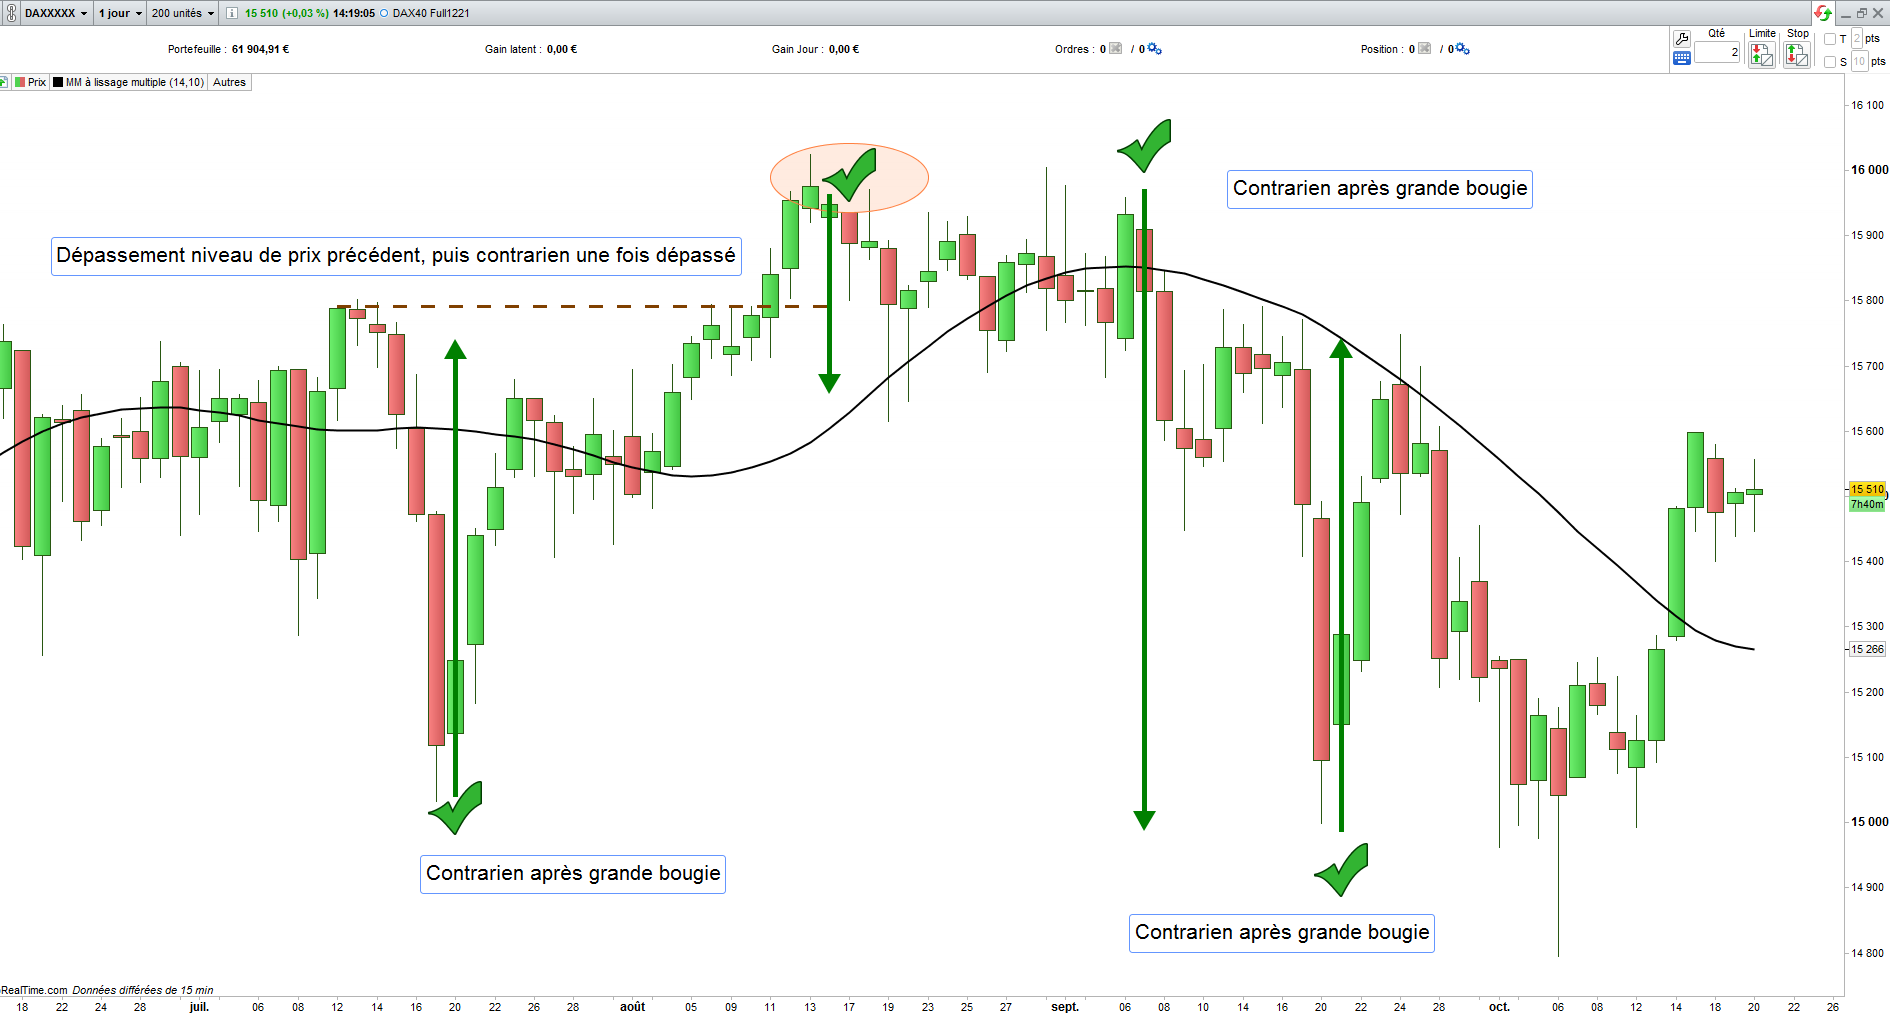 DAXXXXX 1 jour 200 unités 15 510 (+0,03 %) 14:19:05 DAX40 Full1221
Portefeuille : 61 904,91 € Gain latent : 0,00 € Gain Jour : 0,00 € Ordres : 0 / 0 Position : 0 / 0
Qté Limite Stop
2
T 2 pts
S 10 pts
Prix MM à lissage multiple (14,10) Autres
16 100
16 000
15 900
15 800
15 700
15 600
15 510
7h40m
15 400
15 300
15 266
15 200
15 100
15 000
14 900
14 800
Contrarien après grande bougie
Dépassement niveau de prix précédent, puis contrarien une fois dépassé
Contrarien après grande bougie
Contrarien après grande bougie
RealTime.com Données différées de 15 min
18 22 24 28 juil. 06 08 12 14 16 20 22 26 28 août 05 09 11 13 17 19 23 25 27 sept. 06 08 10 14 16 20 22 24 28 oct. 06 08 12 14 18 20 22 26